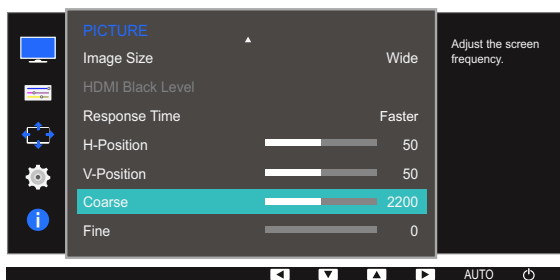 PICTURE
Image Size Wide
HDMI Black Level
Response Time Faster
H-Position 50
V-Position 50
Coarse 2200
Fine 0
Adjust the screen
frequency.
AUTO